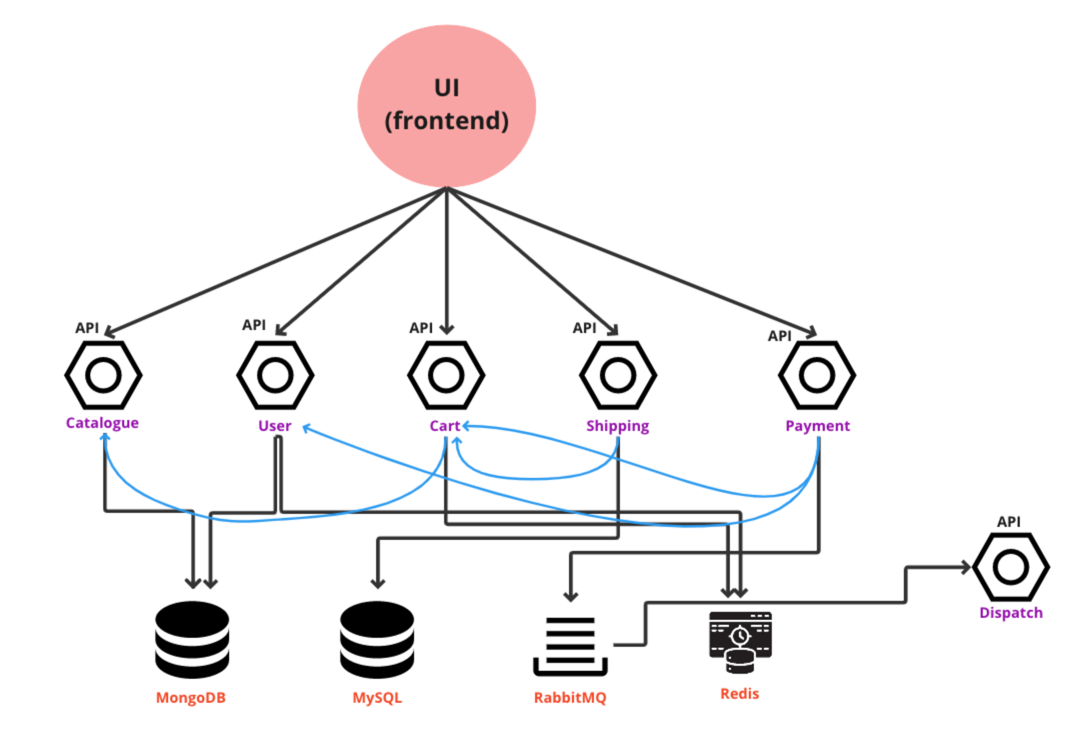 UI
(frontend)
API
API
API
API
API
Catalogue
User
Cart
Shipping
Payment
API
Dispatch
MongoDB
MySQL
RabbitMQ
Redis